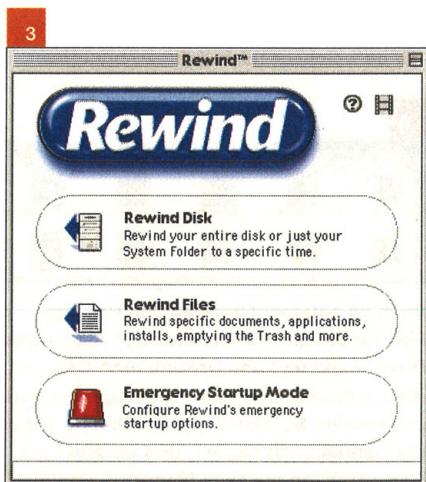 3
Rewind™
Rewind
Rewind Disk
Rewind your entire disk or just your
System Folder to a specific time.
Rewind Files
Rewind specific documents, applications,
installs, emptying the Trash and more.
Emergency Startup Mode
Configure Rewind's emergency
startup options.